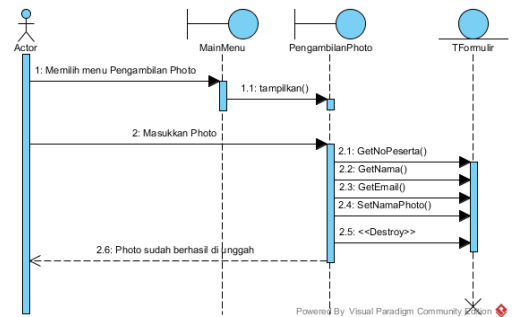 Actor
MainMenu
PengambilanPhoto
TFormulir
1: Memilih menu Pengambilan Photo
1.1: tampilkan()
2: Masukkan Photo
2.1: GetNoPeserta()
2.2: GetNama()
2.3: GetEmail()
2.4: SetNamaPhoto()
2.5: <<Destroy>>
2.6: Photo sudah berhasil di unggah
Powered By Visual Paradigm Community Edition